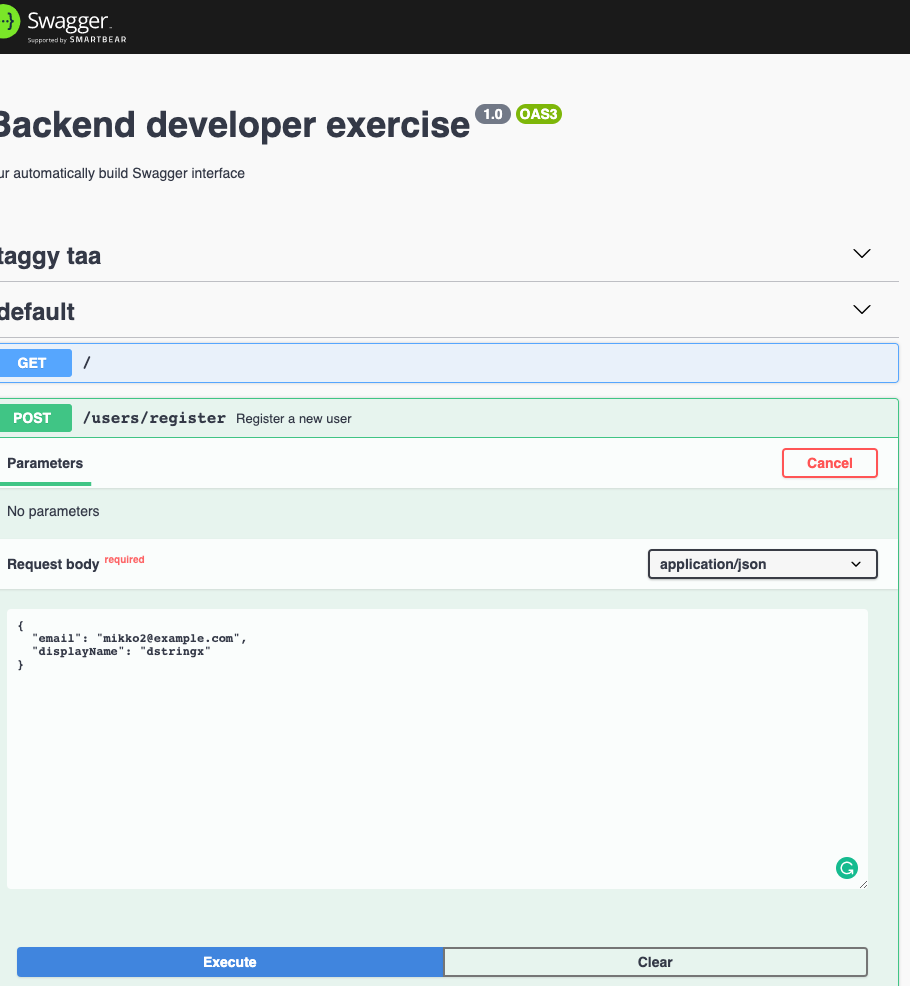 Swagger
Supported by SMARTBEAR
Backend developer exercise 1.0 OAS3
ur automatically build Swagger interface
taggy taa
default
GET /
POST /users/register Register a new user
Parameters Cancel
No parameters
Request body required application/json
{
"email": "mikko2@example.com",
"displayName": "dstringx"
}
Execute Clear